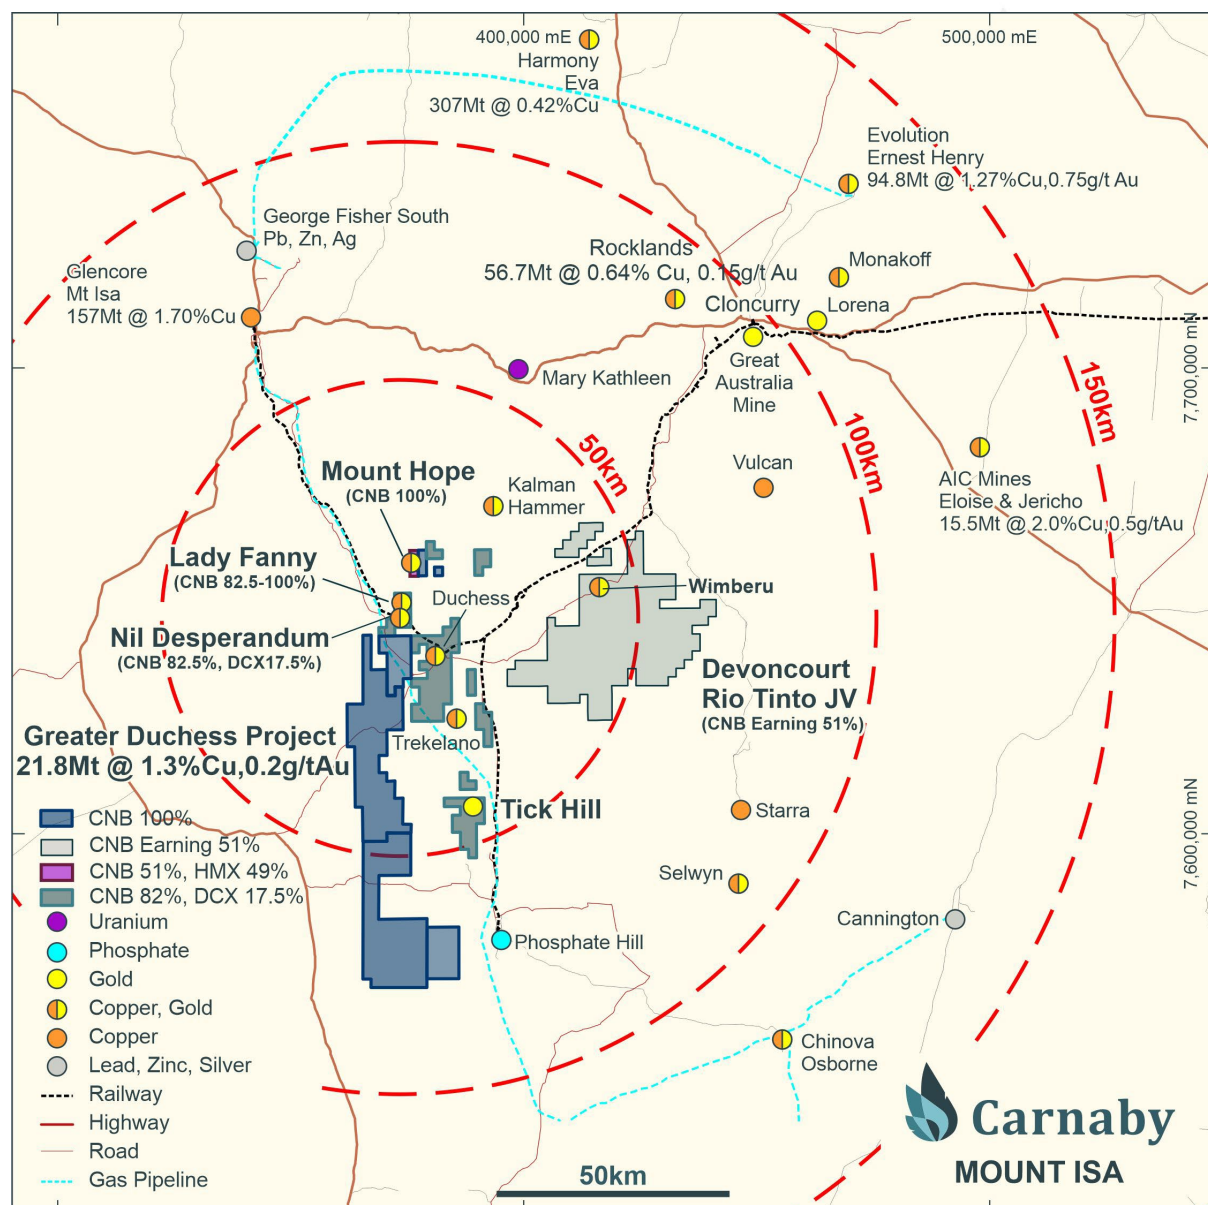 400,000 mE
500,000 mE
Harmony
Eva
307Mt @ 0.42%Cu
Evolution
Ernest Henry
94.8Mt @ 1.27%Cu,0.75g/t Au
George Fisher South
Pb, Zn, Ag
Glencore
Mt Isa
157Mt @ 1.70%Cu
Rocklands
56.7Mt @ 0.64% Cu, 0.15g/t Au
Monakoff
Cloncurry
Lorena
Great
Australia
Mine
Mary Kathleen
7,700,000 mN
150km
100km
50km
Vulcan
AIC Mines
Eloise & Jericho
15.5Mt @ 2.0%Cu,0.5g/tAu
Mount Hope
(CNB 100%)
Kalman
Hammer
Lady Fanny
(CNB 82.5-100%)
Duchess
Wimberu
Nil Desperandum
(CNB 82.5%, DCX17.5%)
Devoncourt
Rio Tinto JV
(CNB Earning 51%)
Greater Duchess Project
21.8Mt @ 1.3%Cu,0.2g/tAu
Trekelano
Tick Hill
Starra
7,600,000 mN
Selwyn
Cannington
Phosphate Hill
Chinova
Osborne
CNB 100%
CNB Earning 51%
CNB 51%, HMX 49%
CNB 82%, DCX 17.5%
Uranium
Phosphate
Gold
Copper, Gold
Copper
Lead, Zinc, Silver
Railway
Highway
Road
Gas Pipeline
50km
Carnaby
MOUNT ISA